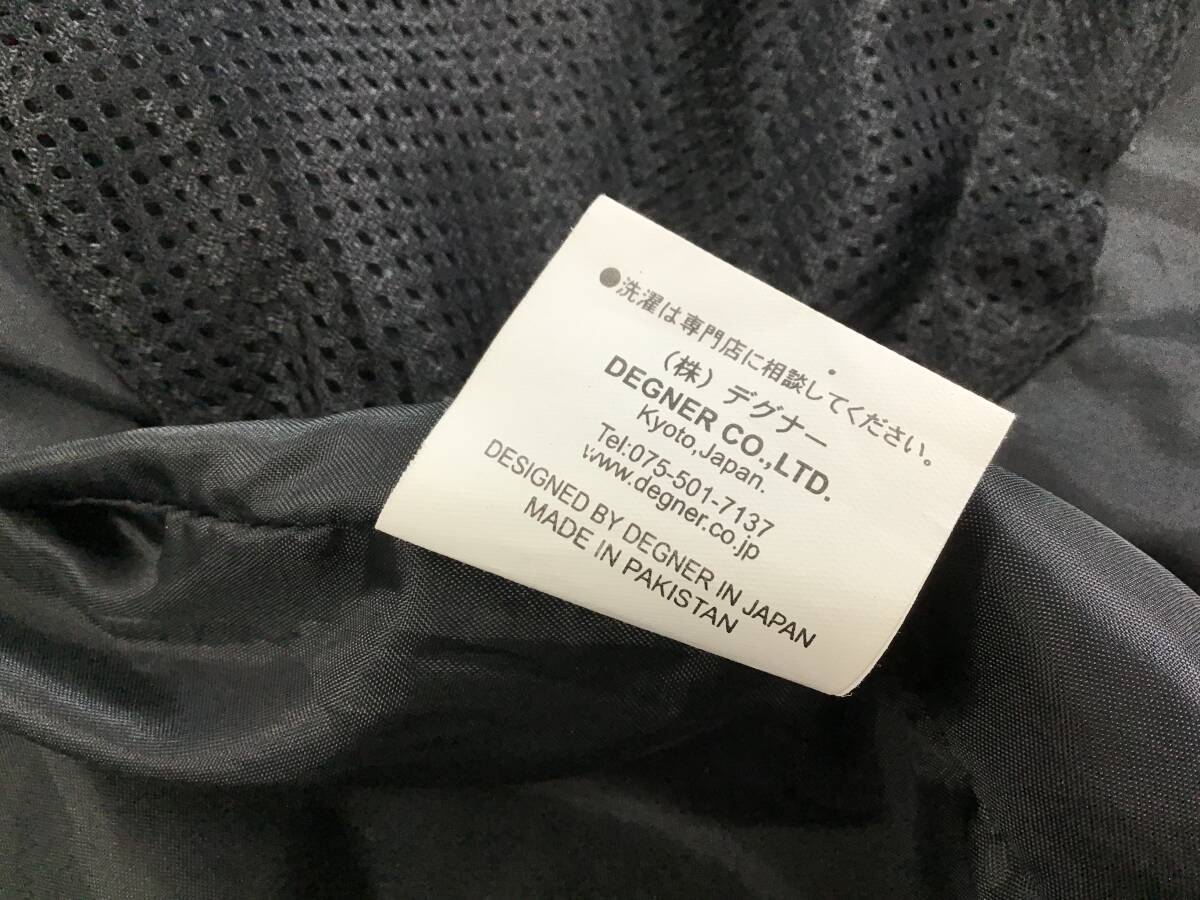 ●洗濯は専門店に相談してください。
（株）デグナー
DEGNER CO.,LTD.
Kyoto,Japan.
Tel:075-501-7137
www.degner.co.jp
DESIGNED BY DEGNER IN JAPAN
MADE IN PAKISTAN